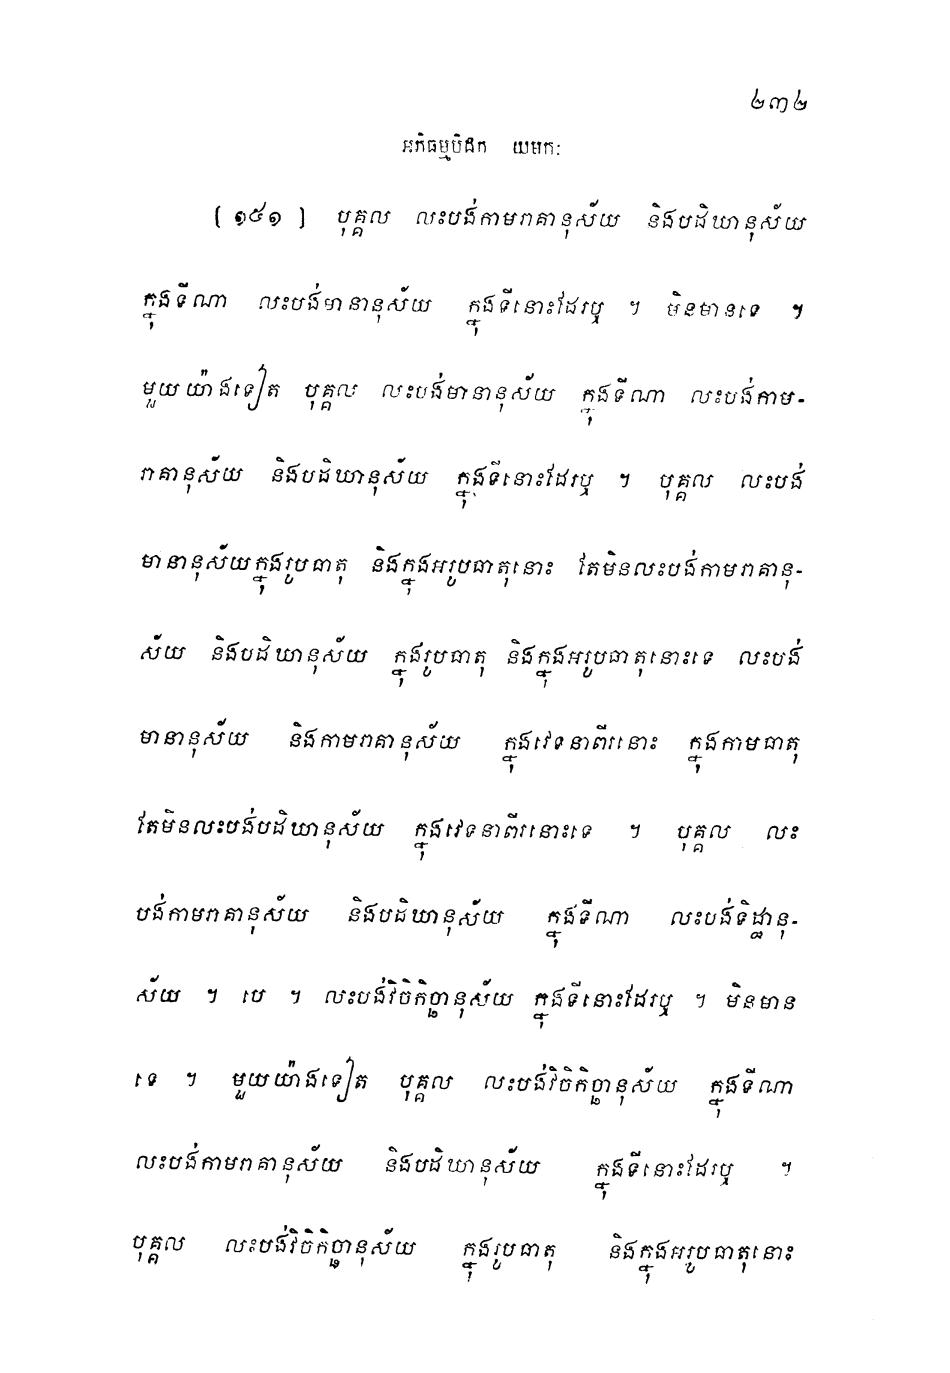 ២៣២
អភិធម្មបិដក យមកៈ
[ ១៥១ ] បុគ្គល លះបង់កាមរាគានុស័យ និងបដិឃានុស័យ
ក្នុងទីណា លះបង់មានានុស័យ ក្នុងទីនោះដែរឬ ។ មិនមានទេ ។
មួយយ៉ាងទៀត បុគ្គល លះបង់មានានុស័យ ក្នុងទីណា លះបង់កាម-
រាគានុស័យ និងបដិឃានុស័យ ក្នុងទីនោះដែរឬ ។ បុគ្គល លះបង់
មានានុស័យក្នុងរូបធាតុ និងក្នុងអរូបធាតុនោះ តែមិនលះបង់កាមរាគានុ-
ស័យ និងបដិឃានុស័យ ក្នុងរូបធាតុ និងក្នុងអរូបធាតុនោះទេ លះបង់
មានានុស័យ និងកាមរាគានុស័យ ក្នុងវេទនាពីរនោះ ក្នុងកាមធាតុ
តែមិនលះបង់បដិឃានុស័យ ក្នុងវេទនាពីរនោះទេ ។ បុគ្គល លះ
បង់កាមរាគានុស័យ និងបដិឃានុស័យ ក្នុងទីណា លះបង់ទិដ្ឋានុ-
ស័យ ។ បេ ។ លះបង់វិចិកិច្ឆានុស័យ ក្នុងទីនោះដែរឬ ។ មិនមាន
ទេ ។ មួយយ៉ាងទៀត បុគ្គល លះបង់វិចិកិច្ឆានុស័យ ក្នុងទីណា
លះបង់កាមរាគានុស័យ និងបដិឃានុស័យ ក្នុងទីនោះដែរឬ ។
បុគ្គល លះបង់វិចិកិច្ឆានុស័យ ក្នុងរូបធាតុ និងក្នុងអរូបធាតុនោះ